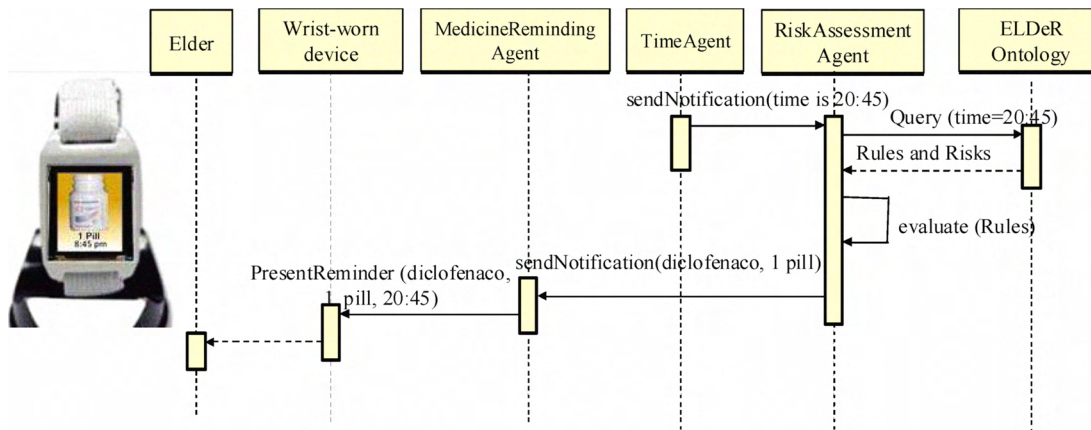 Elder
Wrist-worn
device
MedicineReminding
Agent
TimeAgent
RiskAssessment
Agent
ELDeR
Ontology
sendNotification(time is 20:45)
Query (time=20:45)
Rules and Risks
evaluate (Rules)
sendNotification(diclofenaco, 1 pill)
PresentReminder (diclofenaco,
1 pill, 20:45)
1 Pill
8:45 pm